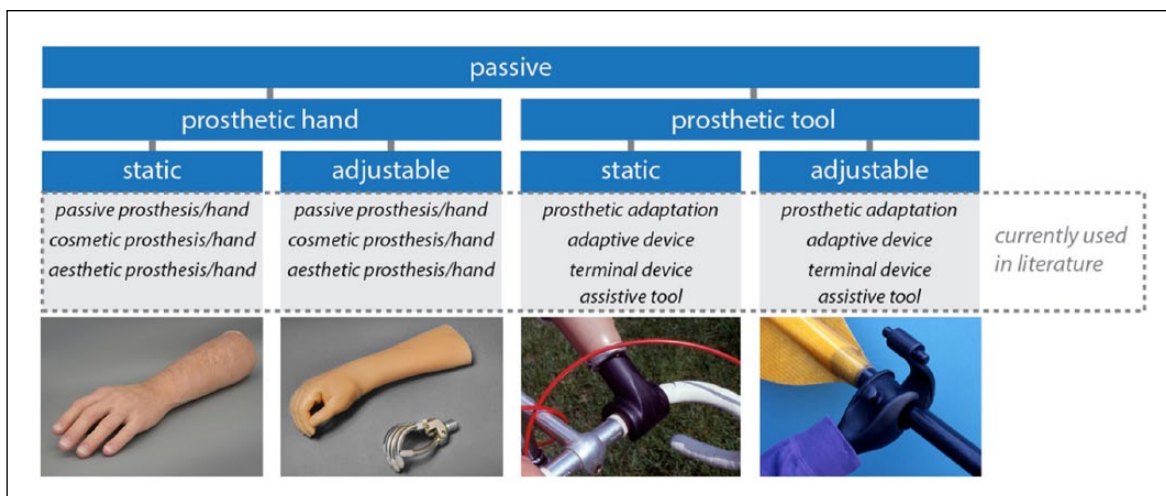 passive
prosthetic hand
prosthetic tool
static
adjustable
static
adjustable
passive prosthesis/hand
cosmetic prosthesis/hand
aesthetic prosthesis/hand
passive prosthesis/hand
cosmetic prosthesis/hand
aesthetic prosthesis/hand
prosthetic adaptation
adaptive device
terminal device
assistive tool
prosthetic adaptation
adaptive device
terminal device
assistive tool
currently used
in literature